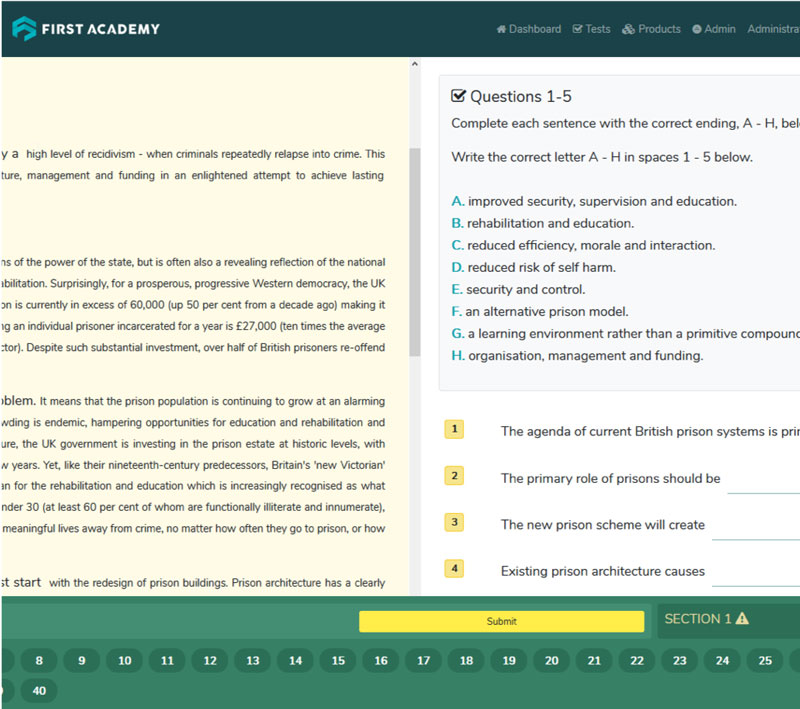 FIRST ACADEMY
Dashboard Tests Products Admin Administra
y a high level of recidivism - when criminals repeatedly relapse into crime. This
ture, management and funding in an enlightened attempt to achieve lasting
ns of the power of the state, but is often also a revealing reflection of the national
abilitation. Surprisingly, for a prosperous, progressive Western democracy, the UK
on is currently in excess of 60,000 (up 50 per cent from a decade ago) making it
ng an individual prisoner incarcerated for a year is £27,000 (ten times the average
ctor). Despite such substantial investment, over half of British prisoners re-offend
oblem. It means that the prison population is continuing to grow at an alarming
wding is endemic, hampering opportunities for education and rehabilitation and
ure, the UK government is investing in the prison estate at historic levels, with
w years. Yet, like their nineteenth-century predecessors, Britain's 'new Victorian'
an for the rehabilitation and education which is increasingly recognised as what
nder 30 (at least 60 per cent of whom are functionally illiterate and innumerate),
meaningful lives away from crime, no matter how often they go to prison, or how
st start with the redesign of prison buildings. Prison architecture has a clearly
Questions 1-5
Complete each sentence with the correct ending, A - H, bel
Write the correct letter A - H in spaces 1 - 5 below.
A. improved security, supervision and education.
B. rehabilitation and education.
C. reduced efficiency, morale and interaction.
D. reduced risk of self harm.
E. security and control.
F. an alternative prison model.
G. a learning environment rather than a primitive compound
H. organisation, management and funding.
1 The agenda of current British prison systems is prir
2 The primary role of prisons should be
3 The new prison scheme will create
4 Existing prison architecture causes
Submit
SECTION 1
8 9 10 11 12 13 14 15 16 17 18 19 20 21 22 23 24 25
40